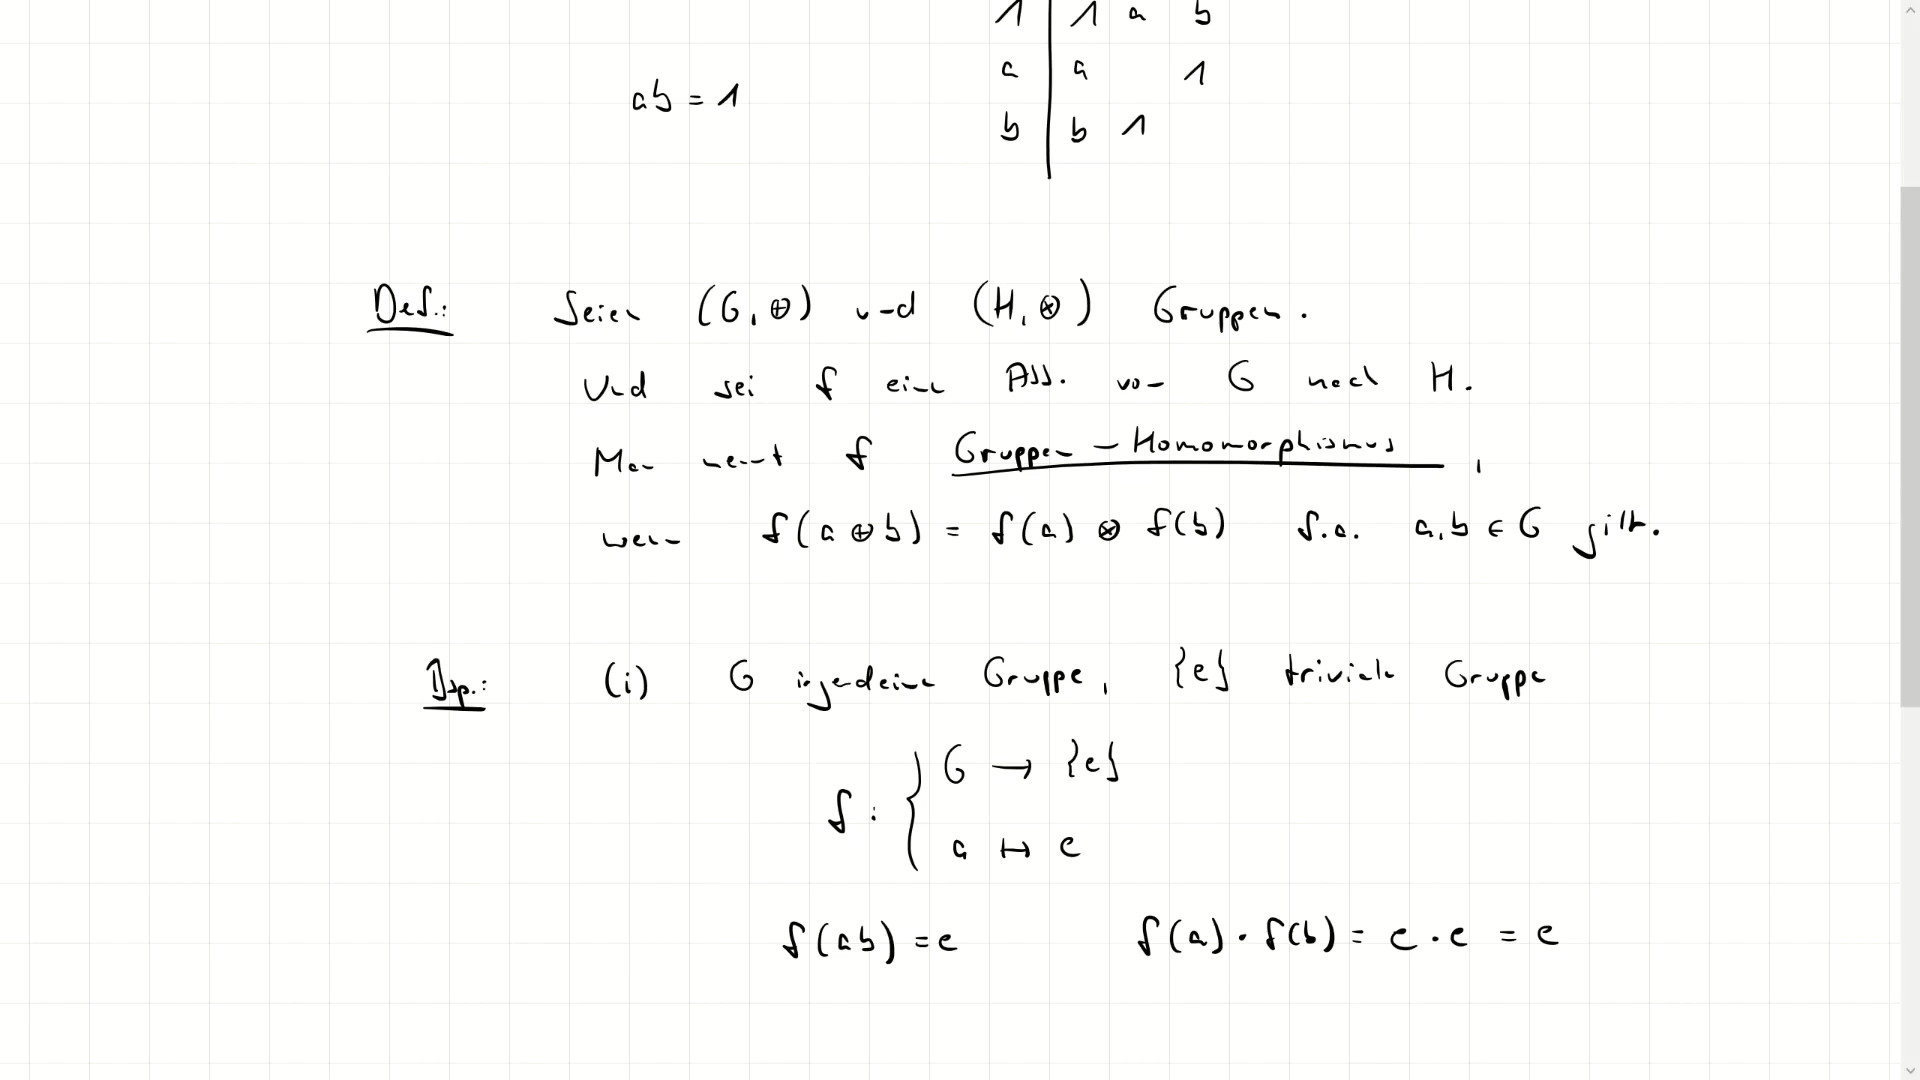 1 | 1 a b
a | a 1
ab = 1
b | b 1
Def.: Seien (G, ⊕) und (H, ⊗) Gruppen.
Und sei f eine Abb. von G nach H.
Man nennt f Gruppen-Homomorphismus,
wenn f(a ⊕ b) = f(a) ⊗ f(b) f.a. a,b ∈ G gilt.
Bsp.: (i) G irgendeine Gruppe, {e} triviale Gruppe
f: { G → {e}
a ↦ e
f(ab) = e f(a) · f(b) = e · e = e